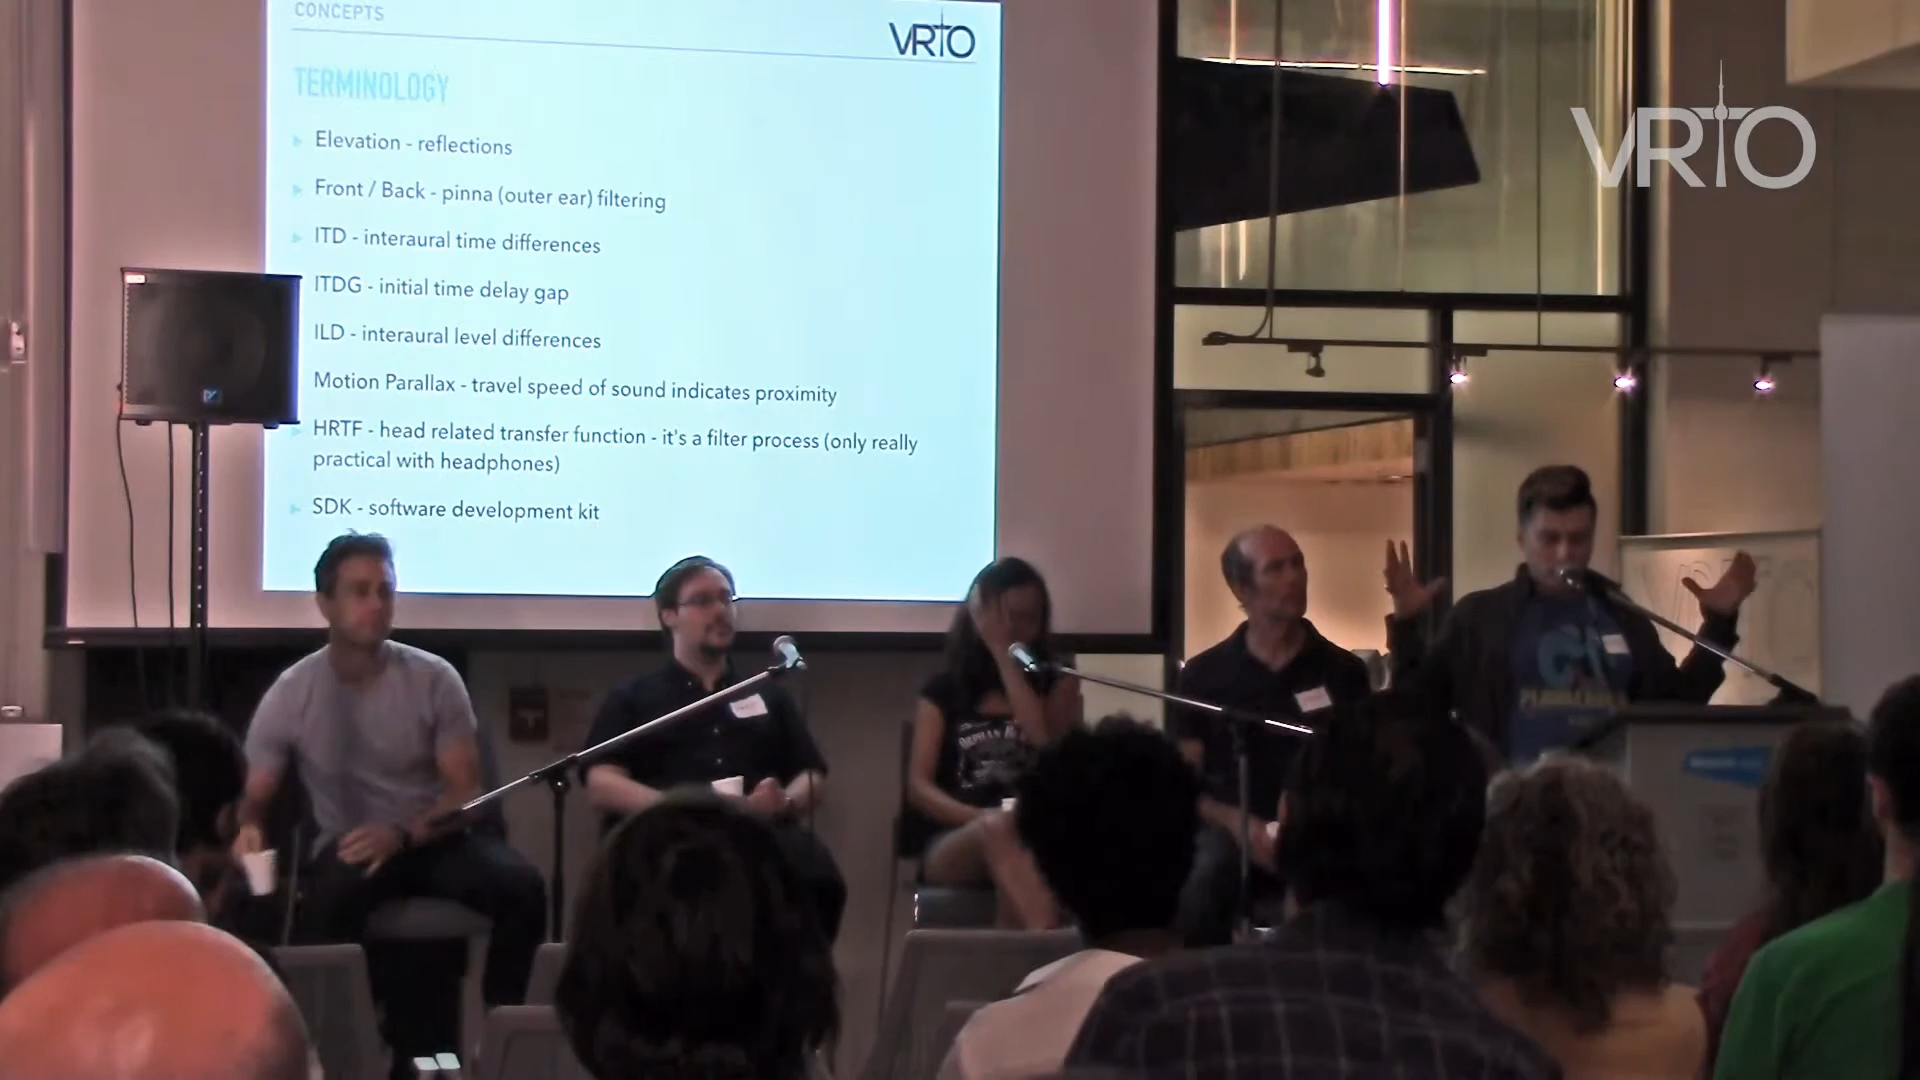 CONCEPTS
VRTO
TERMINOLOGY
Elevation - reflections
Front / Back - pinna (outer ear) filtering
ITD - interaural time differences
ITDG - initial time delay gap
ILD - interaural level differences
Motion Parallax - travel speed of sound indicates proximity
HRTF - head related transfer function - it's a filter process (only really
practical with headphones)
SDK - software development kit
VRTO